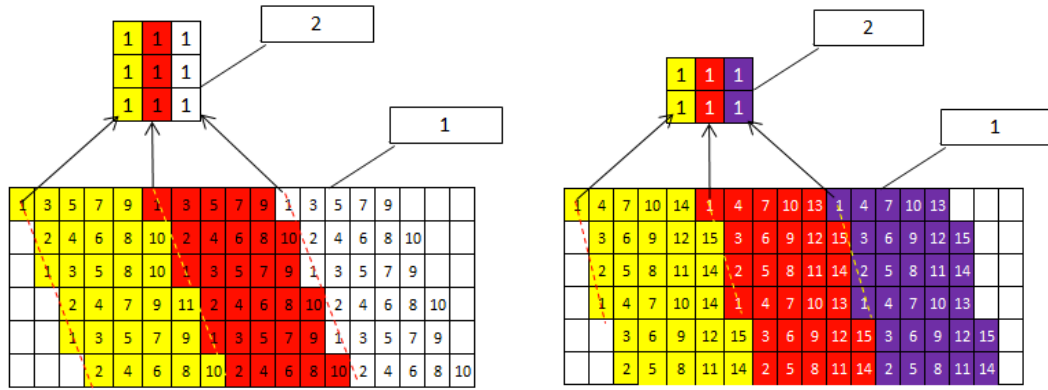 2
1 1 1
1 1 1
1 1 1
1
1 3 5 7 9 1 3 5 7 9 1 3 5 7 9
2 4 6 8 10 2 4 6 8 10 2 4 6 8 10
1 3 5 8 10 1 3 5 7 9 1 3 5 7 9
2 4 7 9 11 2 4 6 8 10 2 4 6 8 10
1 3 5 7 9 1 3 5 7 9 1 3 5 7 9
2 4 6 8 10 2 4 6 8 10 2 4 6 8 10
2
1 1 1
1 1 1
1
1 4 7 10 14 1 4 7 10 13 1 4 7 10 13
3 6 9 12 15 3 6 9 12 15 3 6 9 12 15
2 5 8 11 14 2 5 8 11 14 2 5 8 11 14
1 4 7 10 14 1 4 7 10 13 1 4 7 10 13
3 6 9 12 15 3 6 9 12 15 3 6 9 12 15
2 5 8 11 14 2 5 8 11 14 2 5 8 11 14